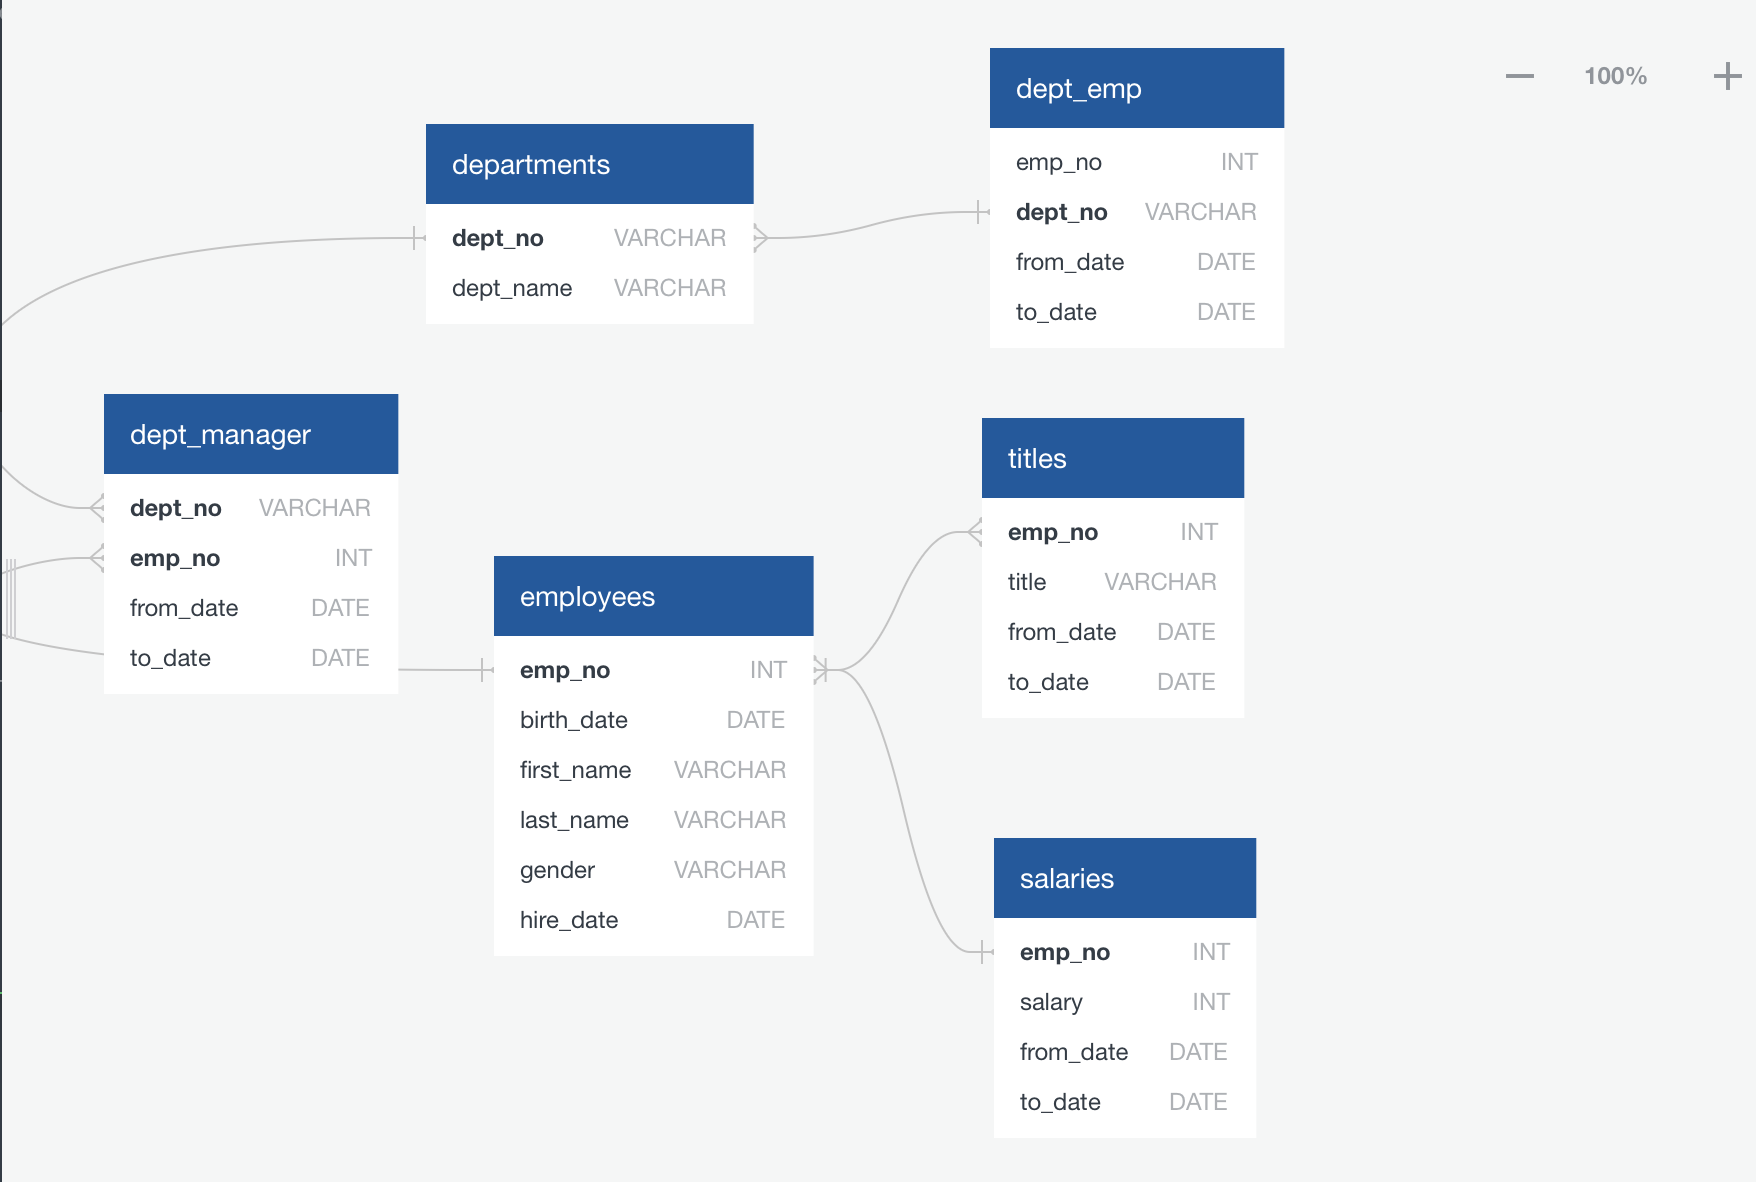 dept_emp
emp_no INT
dept_no VARCHAR
from_date DATE
to_date DATE
100%
departments
dept_no VARCHAR
dept_name VARCHAR
dept_manager
dept_no VARCHAR
emp_no INT
from_date DATE
to_date DATE
titles
emp_no INT
title VARCHAR
from_date DATE
to_date DATE
employees
emp_no INT
birth_date DATE
first_name VARCHAR
last_name VARCHAR
gender VARCHAR
hire_date DATE
salaries
emp_no INT
salary INT
from_date DATE
to_date DATE